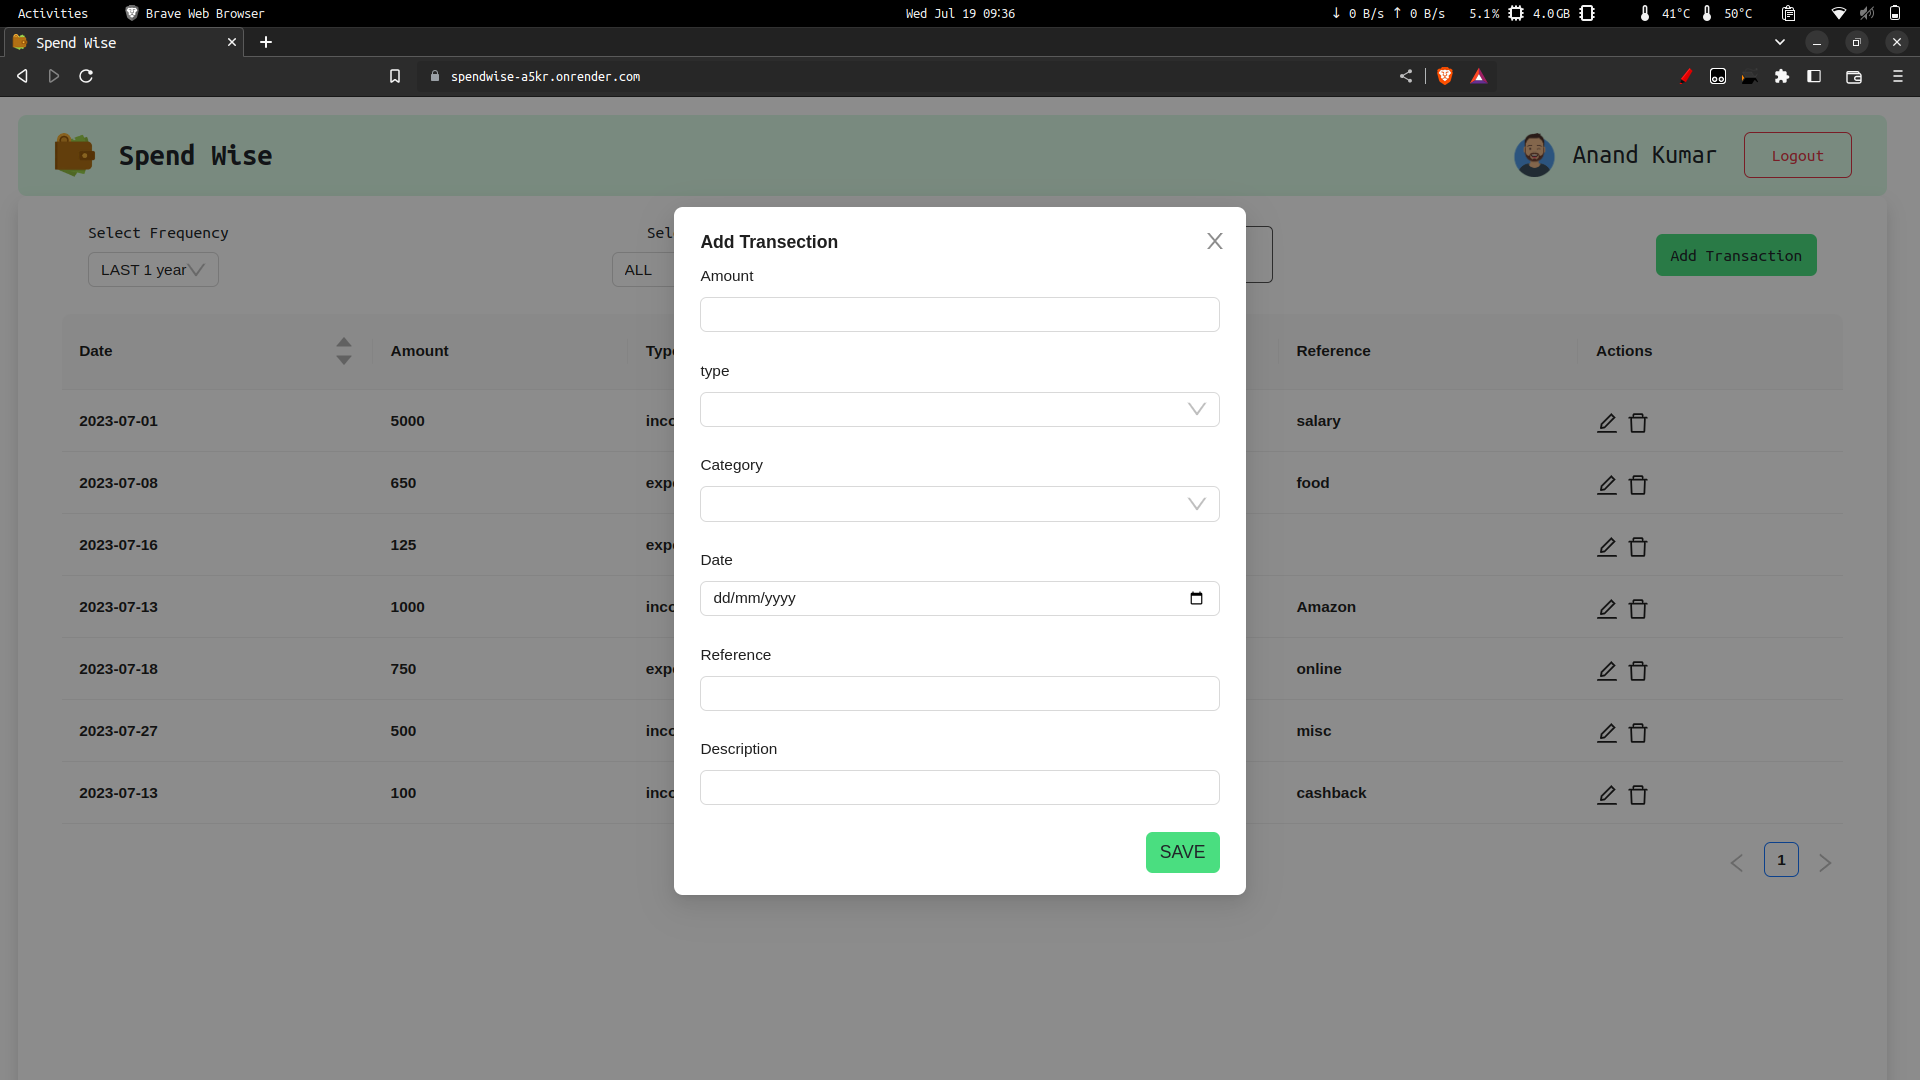 Activities Brave Web Browser Wed Jul 19 09:36 ↓ 0 B/s ↑ 0 B/s 5.1% 4.0GB 41°C 50°C
Spend Wise
spendwise-a5kr.onrender.com
Spend Wise Anand Kumar Logout
Select Frequency Sel
LAST 1 year ALL Add Transaction
Add Transection
Amount
type
Category
Date
dd/mm/yyyy
Reference
Description
SAVE
Date Amount Typ Reference Actions
2023-07-01 5000 inco salary
2023-07-08 650 exp food
2023-07-16 125 exp
2023-07-13 1000 inco Amazon
2023-07-18 750 exp online
2023-07-27 500 inco misc
2023-07-13 100 inco cashback
1